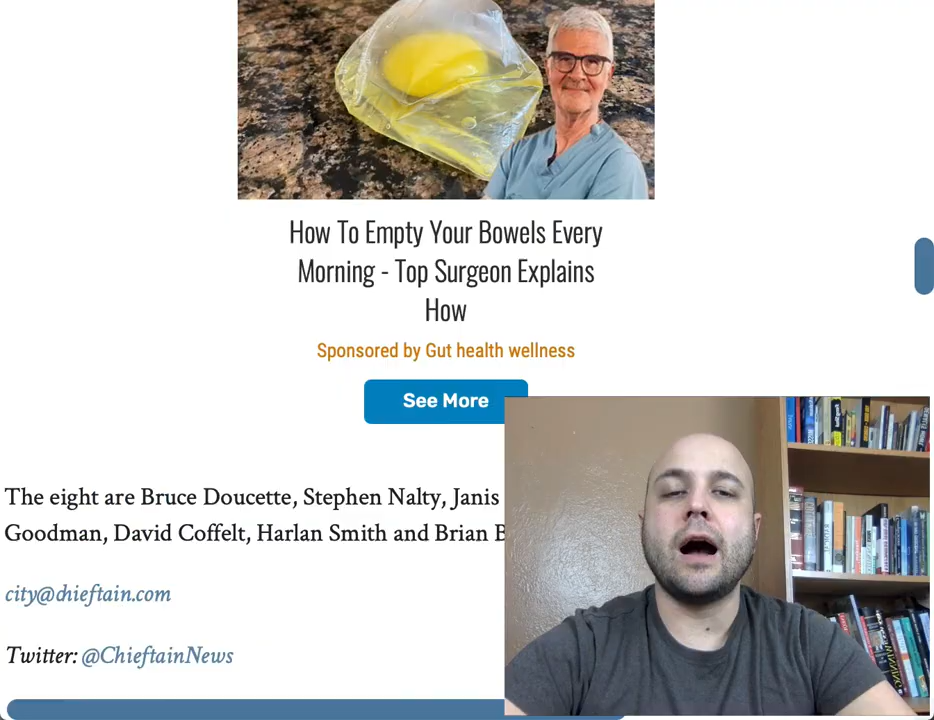 How To Empty Your Bowels Every
Morning - Top Surgeon Explains
How
Sponsored by Gut health wellness
See More
The eight are Bruce Doucette, Stephen Nalty, Janis
Goodman, David Coffelt, Harlan Smith and Brian B
city@chieftain.com
Twitter: @ChieftainNews